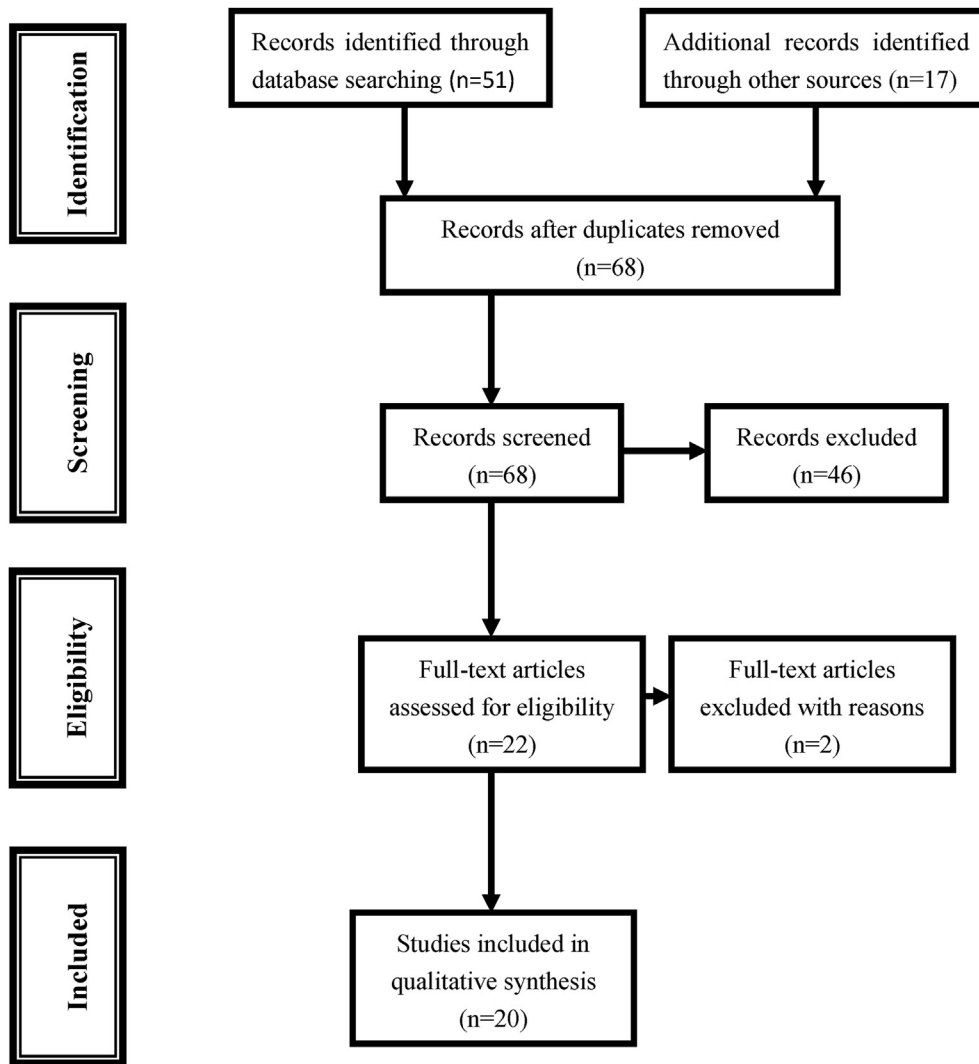 Identification
Records identified through
database searching (n=51)
Additional records identified
through other sources (n=17)
Records after duplicates removed
(n=68)
Screening
Records screened
(n=68)
Records excluded
(n=46)
Eligibility
Full-text articles
assessed for eligibility
(n=22)
Full-text articles
excluded with reasons
(n=2)
Included
Studies included in
qualitative synthesis
(n=20)